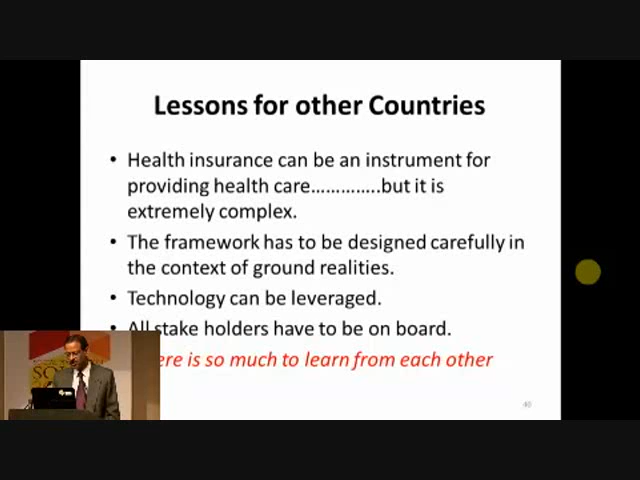 Lessons for other Countries
• Health insurance can be an instrument for
providing health care…………..but it is
extremely complex.
• The framework has to be designed carefully in
the context of ground realities.
• Technology can be leveraged.
• All stake holders have to be on board.
is so much to learn from each other
40